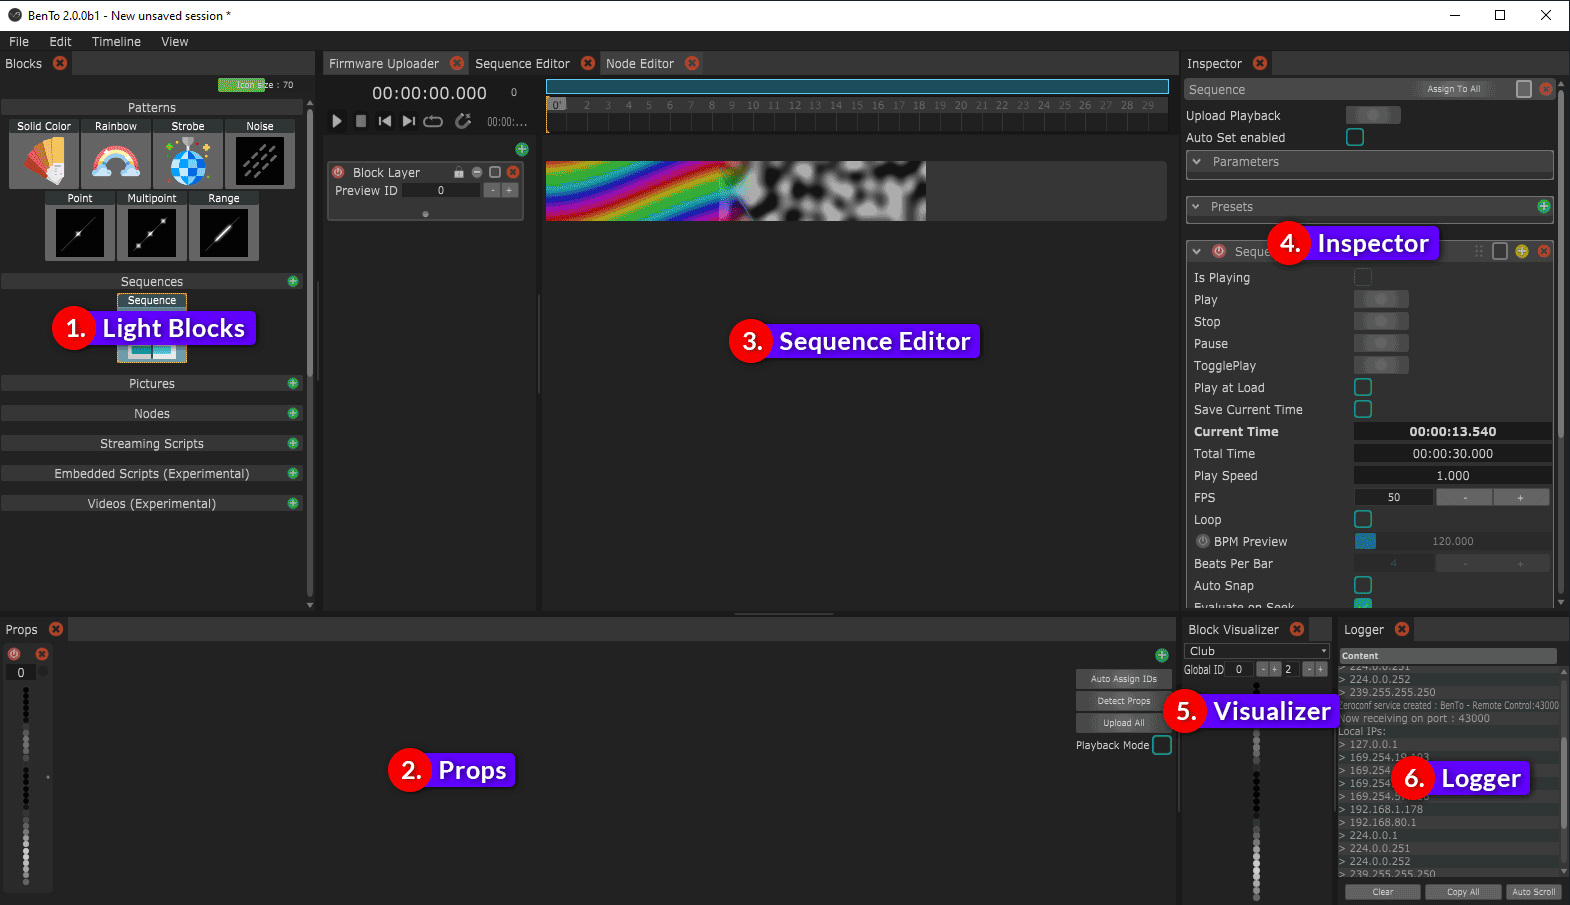 BenTo 2.0.0b1 - New unsaved session *
File Edit Timeline View
Blocks
Icon size : 70
Patterns
Solid Color Rainbow Strobe Noise
Point Multipoint Range
Sequences
Sequence
1. Light Blocks
Pictures
Nodes
Streaming Scripts
Embedded Scripts (Experimental)
Videos (Experimental)
Firmware Uploader Sequence Editor Node Editor
00:00:00.000 0
00:00:...
0' 2 3 4 5 6 7 8 9 10 11 12 13 14 15 16 17 18 19 20 21 22 23 24 25 26 27 28 29
Block Layer
Preview ID 0 - +
3. Sequence Editor
Inspector
Sequence Assign To All
Upload Playback
Auto Set enabled
Parameters
Presets
4. Inspector
Is Playing
Play
Stop
Pause
TogglePlay
Play at Load
Save Current Time
Current Time 00:00:13.540
Total Time 00:00:30.000
Play Speed 1.000
FPS 50 - +
Loop
BPM Preview 120.000
Beats Per Bar 4 - +
Auto Snap
Evaluate on Seek
Props
0
2. Props
Auto Assign IDs
Detect Props
Upload All
Playback Mode
Block Visualizer
Club
Global ID 0 - + 2 - +
5. Visualizer
Logger
Content
> 224.0.0.251
> 224.0.0.252
> 239.255.255.250
Zeroconf service created : BenTo - Remote Control:43000
Now receiving on port : 43000
Local IPs:
> 127.0.0.1
> 169.254.
> 169.254.
> 169.254.
> 192.168.1.178
> 192.168.80.1
> 224.0.0.1
> 224.0.0.251
> 224.0.0.252
> 239.255.255.250
6. Logger
Clear Copy All Auto Scroll